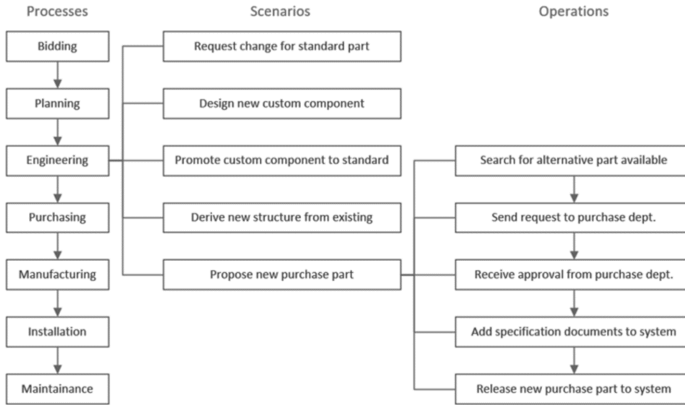 Processes
Scenarios
Operations
Bidding
Request change for standard part
Planning
Design new custom component
Engineering
Promote custom component to standard
Search for alternative part available
Purchasing
Derive new structure from existing
Send request to purchase dept.
Manufacturing
Propose new purchase part
Receive approval from purchase dept.
Installation
Add specification documents to system
Maintainance
Release new purchase part to system